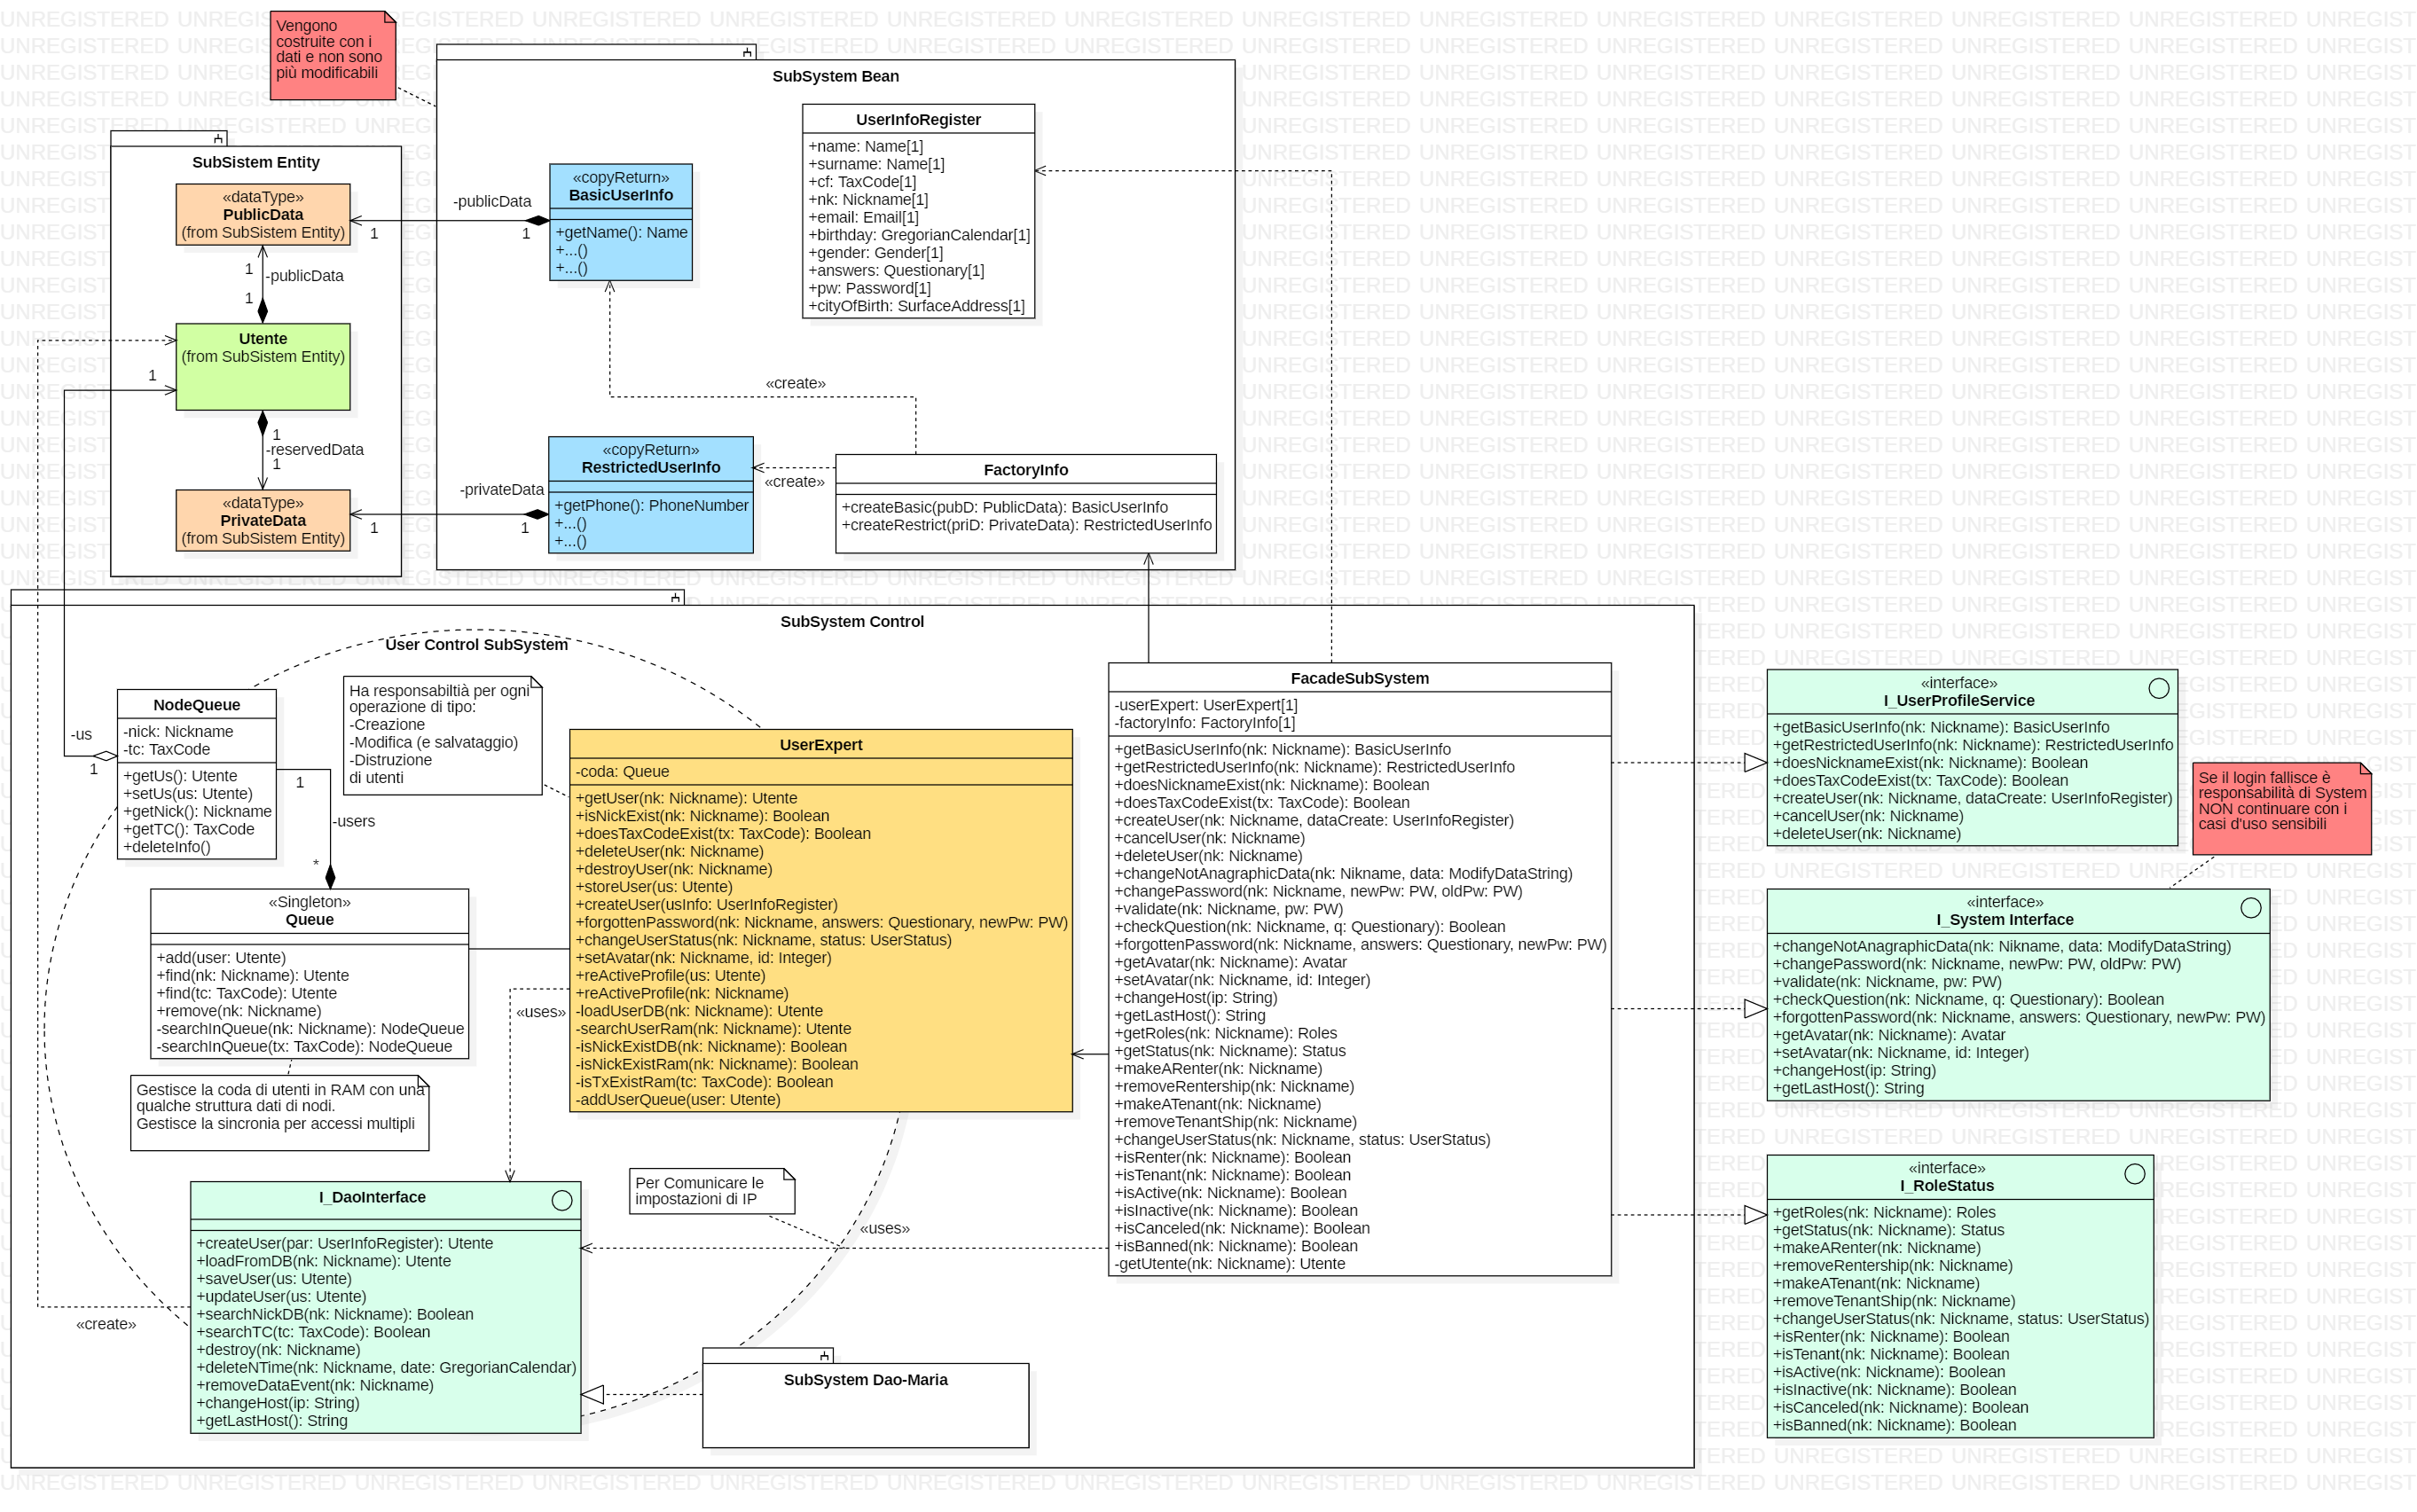 Vengono
costruite con i
dati e non sono
più modificabili
SubSystem Bean
UserInfoRegister
+name: Name[1]
+surname: Name[1]
+cf: TaxCode[1]
+nk: Nickname[1]
+email: Email[1]
+birthday: GregorianCalendar[1]
+gender: Gender[1]
+answers: Questionary[1]
+pw: Password[1]
+cityOfBirth: SurfaceAddress[1]
«copyReturn»
BasicUserInfo
+getName(): Name
+...()
+...()
-publicData
1
1
SubSistem Entity
«dataType»
PublicData
(from SubSistem Entity)
1
-publicData
1
Utente
(from SubSistem Entity)
1
1
-reservedData
1
«dataType»
PrivateData
(from SubSistem Entity)
«create»
«copyReturn»
RestrictedUserInfo
+getPhone(): PhoneNumber
+...()
+...()
-privateData
1
1
«create»
FactoryInfo
+createBasic(pubD: PublicData): BasicUserInfo
+createRestrict(priD: PrivateData): RestrictedUserInfo
SubSystem Control
User Control SubSystem
NodeQueue
-nick: Nickname
-tc: TaxCode
+getUs(): Utente
+setUs(us: Utente)
+getNick(): Nickname
+getTC(): TaxCode
+deleteInfo()
-us
1
1
-users
*
Ha responsabiltià per ogni
operazione di tipo:
-Creazione
-Modifica (e salvataggio)
-Distruzione
di utenti
«Singleton»
Queue
+add(user: Utente)
+find(nk: Nickname): Utente
+find(tc: TaxCode): Utente
+remove(nk: Nickname)
-searchInQueue(nk: Nickname): NodeQueue
-searchInQueue(tx: TaxCode): NodeQueue
Gestisce la coda di utenti in RAM con una
qualche struttura dati di nodi.
Gestisce la sincronia per accessi multipli
UserExpert
-coda: Queue
+getUser(nk: Nickname): Utente
+isNickExist(nk: Nickname): Boolean
+doesTaxCodeExist(tx: TaxCode): Boolean
+deleteUser(nk: Nickname)
+destroyUser(nk: Nickname)
+storeUser(us: Utente)
+createUser(usInfo: UserInfoRegister)
+forgottenPassword(nk: Nickname, answers: Questionary, newPw: PW)
+changeUserStatus(nk: Nickname, status: UserStatus)
+setAvatar(nk: Nickname, id: Integer)
+reActiveProfile(us: Utente)
+reActiveProfile(nk: Nickname)
-loadUserDB(nk: Nickname): Utente
-searchUserRam(nk: Nickname): Utente
-isNickExistDB(nk: Nickname): Boolean
-isNickExistRam(nk: Nickname): Boolean
-isTxExistRam(tc: TaxCode): Boolean
-addUserQueue(user: Utente)
«uses»
I_DaoInterface
+createUser(par: UserInfoRegister): Utente
+loadFromDB(nk: Nickname): Utente
+saveUser(us: Utente)
+updateUser(us: Utente)
+searchNickDB(nk: Nickname): Boolean
+searchTC(tc: TaxCode): Boolean
+destroy(nk: Nickname)
+deleteNTime(nk: Nickname, date: GregorianCalendar)
+removeDataEvent(nk: Nickname)
+changeHost(ip: String)
+getLastHost(): String
«create»
Per Comunicare le
impostazioni di IP
«uses»
SubSystem Dao-Maria
FacadeSubSystem
-userExpert: UserExpert[1]
-factoryInfo: FactoryInfo[1]
+getBasicUserInfo(nk: Nickname): BasicUserInfo
+getRestrictedUserInfo(nk: Nickname): RestrictedUserInfo
+doesNicknameExist(nk: Nickname): Boolean
+doesTaxCodeExist(tx: TaxCode): Boolean
+createUser(nk: Nickname, dataCreate: UserInfoRegister)
+cancelUser(nk: Nickname)
+deleteUser(nk: Nickname)
+changeNotAnagraphicData(nk: Nikname, data: ModifyDataString)
+changePassword(nk: Nickname, newPw: PW, oldPw: PW)
+validate(nk: Nickname, pw: PW)
+checkQuestion(nk: Nickname, q: Questionary): Boolean
+forgottenPassword(nk: Nickname, answers: Questionary, newPw: PW)
+getAvatar(nk: Nickname): Avatar
+setAvatar(nk: Nickname, id: Integer)
+changeHost(ip: String)
+getLastHost(): String
+getRoles(nk: Nickname): Roles
+getStatus(nk: Nickname): Status
+makeARenter(nk: Nickname)
+removeRentership(nk: Nickname)
+makeATenant(nk: Nickname)
+removeTenantShip(nk: Nickname)
+changeUserStatus(nk: Nickname, status: UserStatus)
+isRenter(nk: Nickname): Boolean
+isTenant(nk: Nickname): Boolean
+isActive(nk: Nickname): Boolean
+isInactive(nk: Nickname): Boolean
+isCanceled(nk: Nickname): Boolean
+isBanned(nk: Nickname): Boolean
-getUtente(nk: Nickname): Utente
«interface»
I_UserProfileService
+getBasicUserInfo(nk: Nickname): BasicUserInfo
+getRestrictedUserInfo(nk: Nickname): RestrictedUserInfo
+doesNicknameExist(nk: Nickname): Boolean
+doesTaxCodeExist(tx: TaxCode): Boolean
+createUser(nk: Nickname, dataCreate: UserInfoRegister)
+cancelUser(nk: Nickname)
+deleteUser(nk: Nickname)
Se il login fallisce è
responsabilità di System
NON continuare con i
casi d'uso sensibili
«interface»
I_System Interface
+changeNotAnagraphicData(nk: Nikname, data: ModifyDataString)
+changePassword(nk: Nickname, newPw: PW, oldPw: PW)
+validate(nk: Nickname, pw: PW)
+checkQuestion(nk: Nickname, q: Questionary): Boolean
+forgottenPassword(nk: Nickname, answers: Questionary, newPw: PW)
+getAvatar(nk: Nickname): Avatar
+setAvatar(nk: Nickname, id: Integer)
+changeHost(ip: String)
+getLastHost(): String
«interface»
I_RoleStatus
+getRoles(nk: Nickname): Roles
+getStatus(nk: Nickname): Status
+makeARenter(nk: Nickname)
+removeRentership(nk: Nickname)
+makeATenant(nk: Nickname)
+removeTenantShip(nk: Nickname)
+changeUserStatus(nk: Nickname, status: UserStatus)
+isRenter(nk: Nickname): Boolean
+isTenant(nk: Nickname): Boolean
+isActive(nk: Nickname): Boolean
+isInactive(nk: Nickname): Boolean
+isCanceled(nk: Nickname): Boolean
+isBanned(nk: Nickname): Boolean
UNREGISTERED